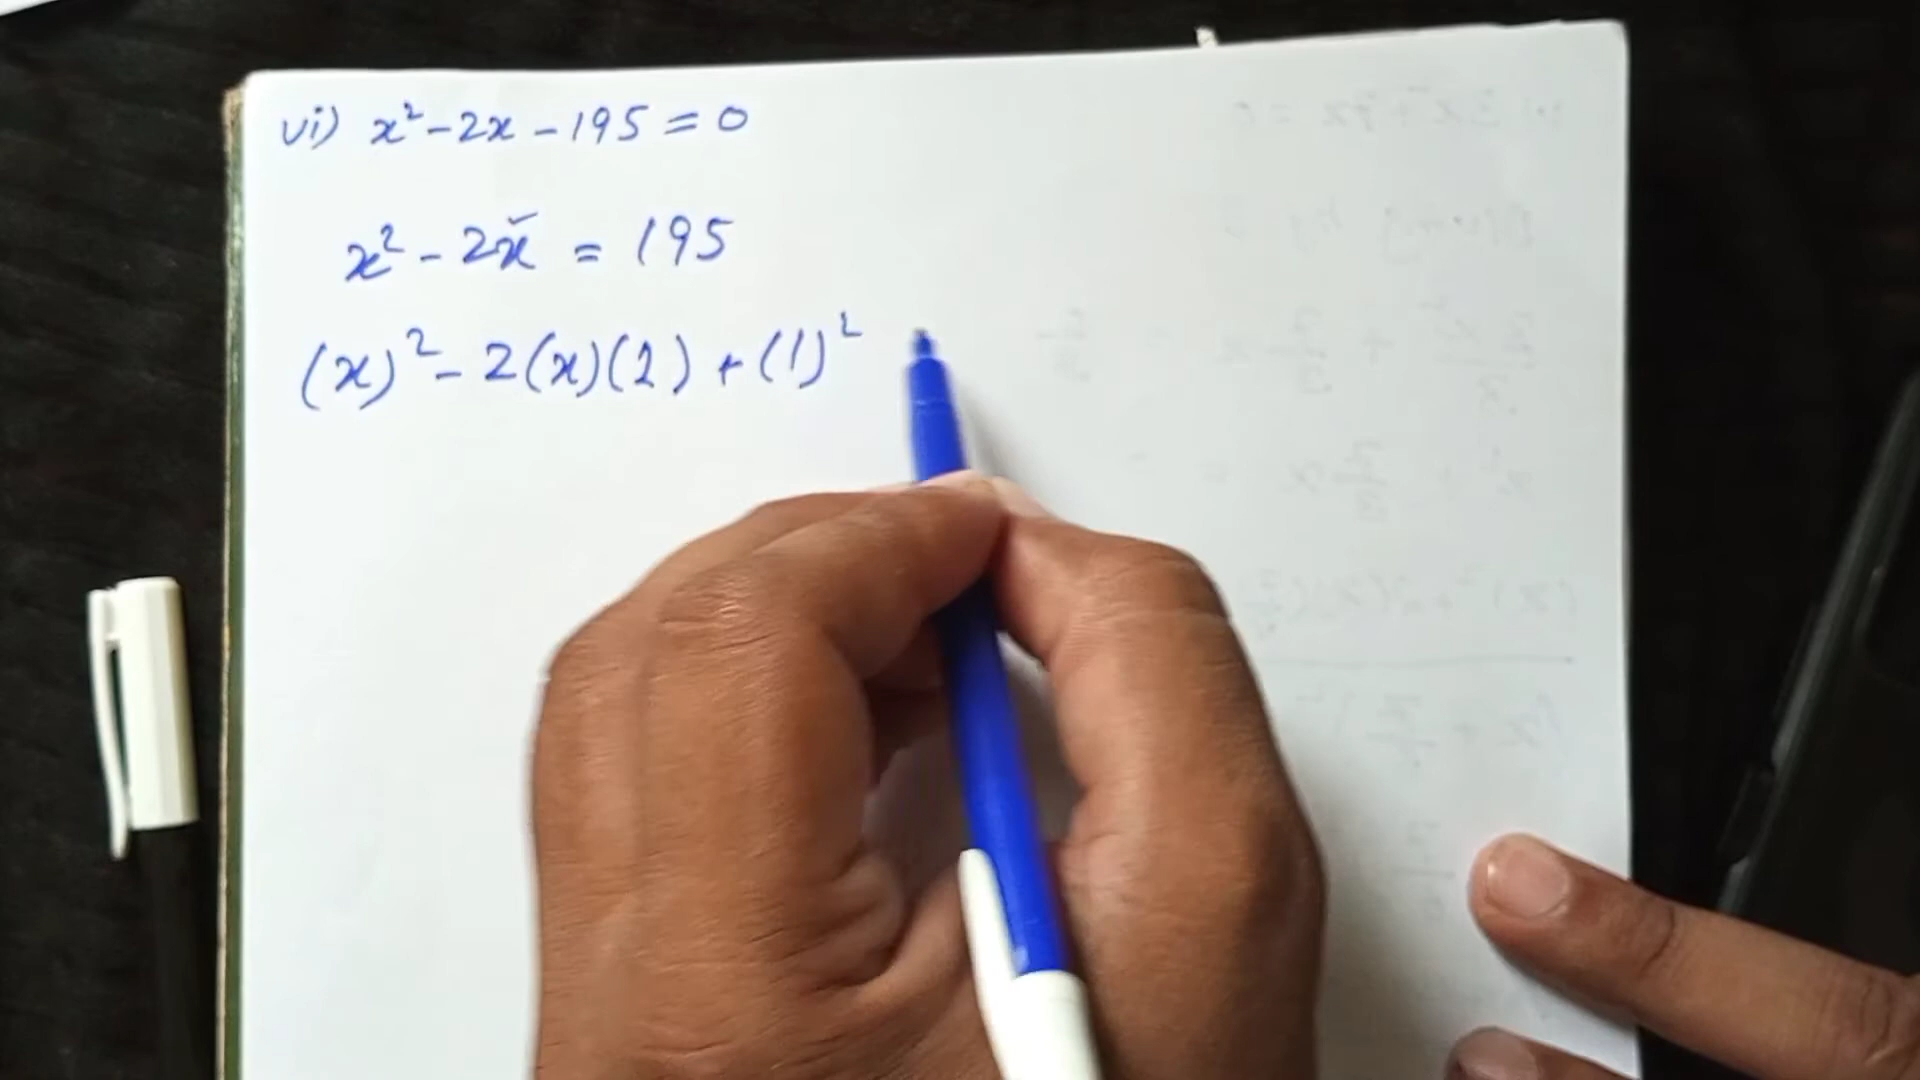 vi) x² - 2x - 195 = 0
x² - 2x = 195
(x)² - 2(x)(1) + (1)²